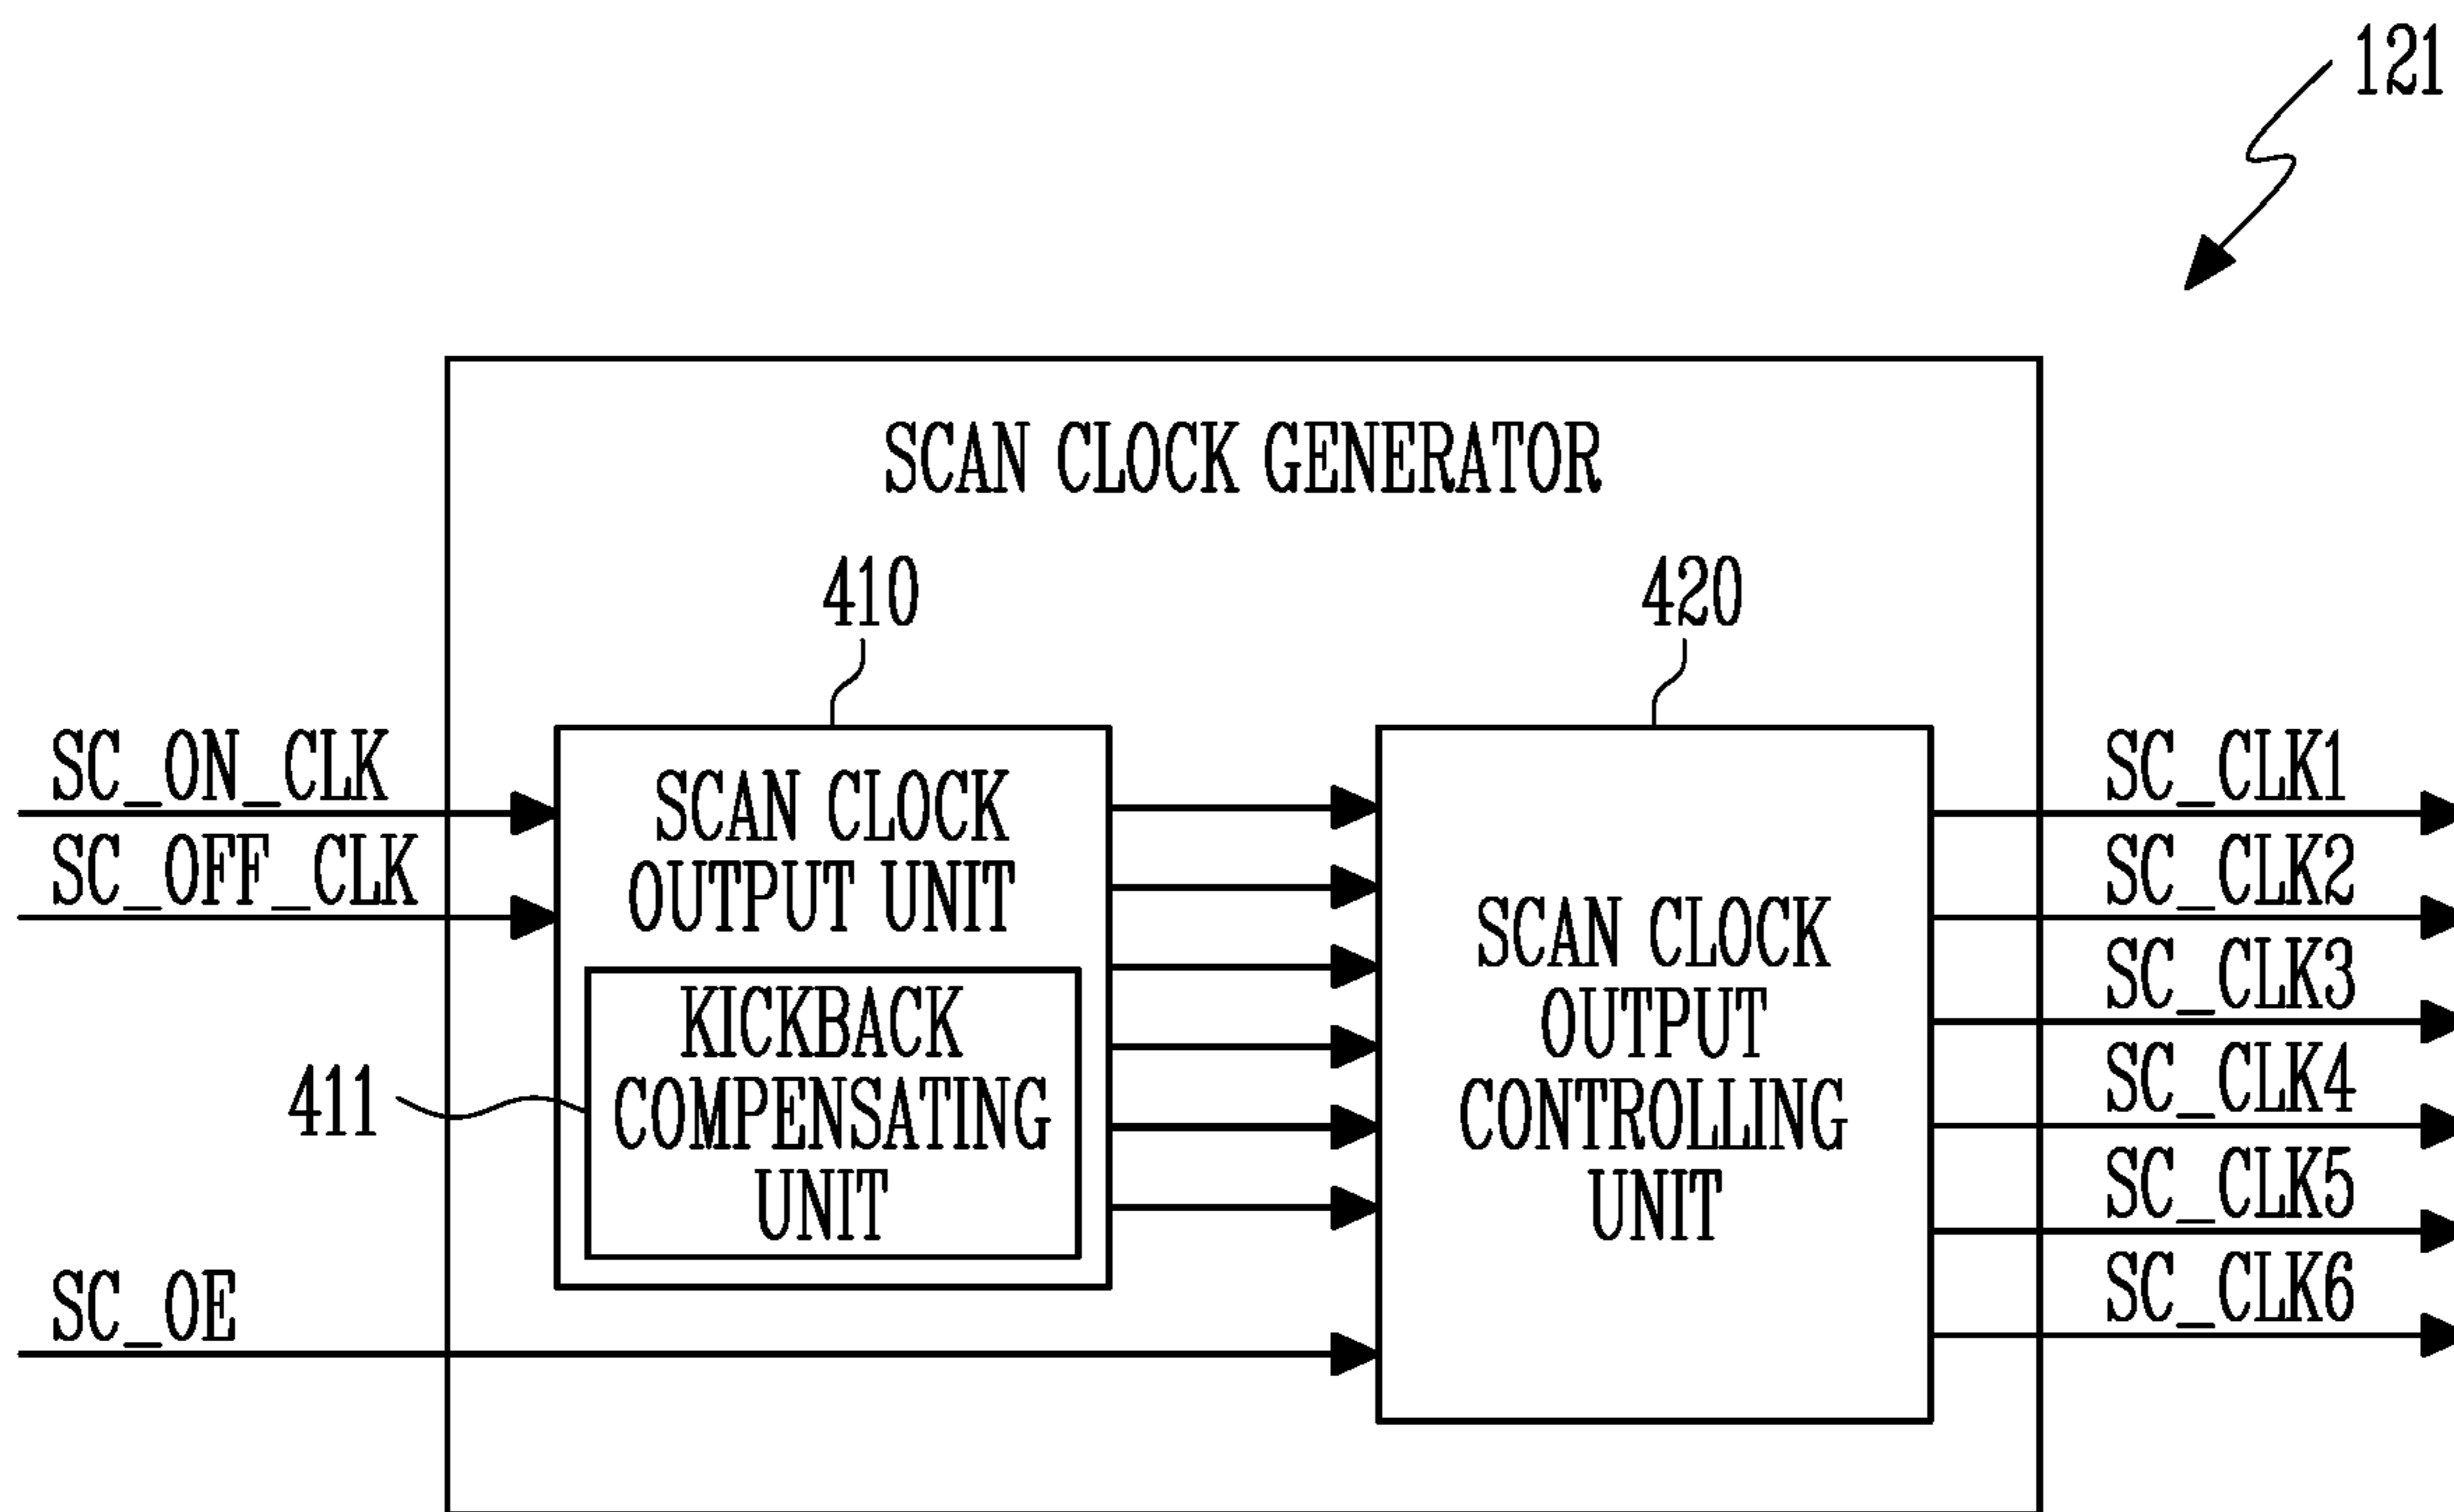 121
SCAN CLOCK GENERATOR
410
420
SC_ON_CLK
SC_OFF_CLK
SC_OE
SCAN CLOCK
OUTPUT UNIT
KICKBACK
COMPENSATING
UNIT
411
SCAN CLOCK
OUTPUT
CONTROLLING
UNIT
SC_CLK1
SC_CLK2
SC_CLK3
SC_CLK4
SC_CLK5
SC_CLK6